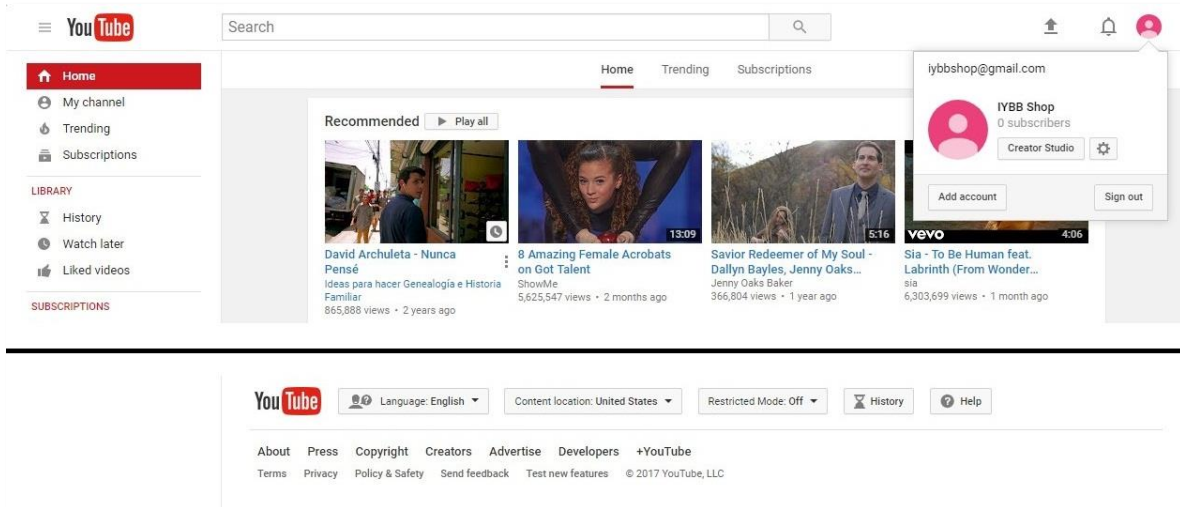 YouTube
Search
Home
My channel
Trending
Subscriptions
LIBRARY
History
Watch later
Liked videos
SUBSCRIPTIONS
Home Trending Subscriptions
Recommended Play all
David Archuleta - Nunca
Pensé
Ideas para hacer Genealogía e Historia
Familiar
865,888 views • 2 years ago
13:09
8 Amazing Female Acrobats
on Got Talent
ShowMe
5,625,547 views • 2 months ago
5:16
Savior Redeemer of My Soul -
Dallyn Bayles, Jenny Oaks...
Jenny Oaks Baker
366,804 views • 1 year ago
vevo 4:06
Sia - To Be Human feat.
Labrinth (From Wonder...
sia
6,303,699 views • 1 month ago
iybbshop@gmail.com
IYBB Shop
0 subscribers
Creator Studio
Add account Sign out
YouTube Language: English Content location: United States Restricted Mode: Off History Help
About Press Copyright Creators Advertise Developers +YouTube
Terms Privacy Policy & Safety Send feedback Test new features © 2017 YouTube, LLC